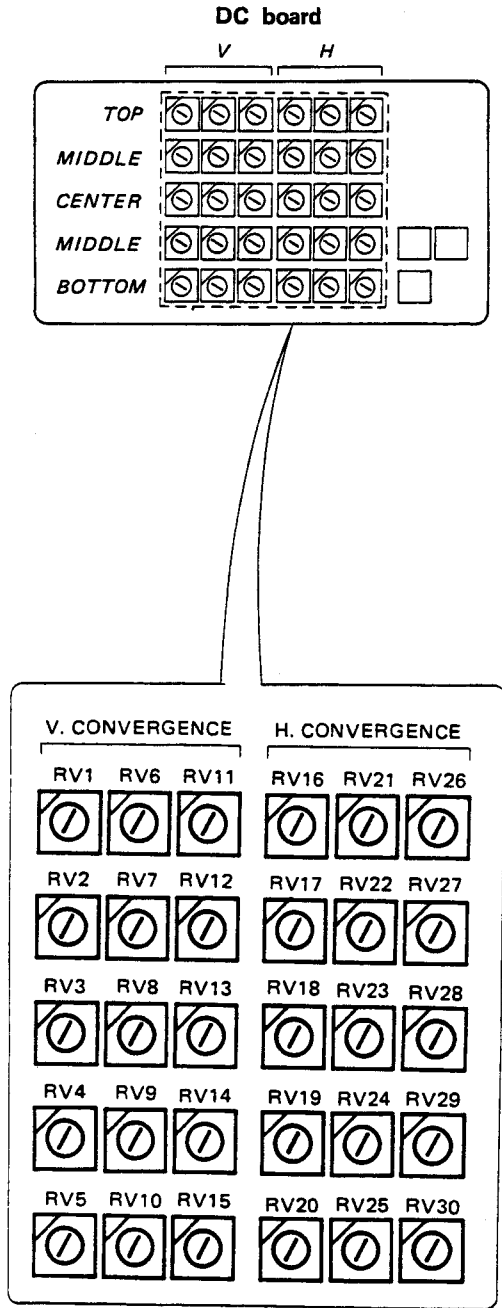 DC board
V H
TOP
MIDDLE
CENTER
MIDDLE
BOTTOM
V. CONVERGENCE H. CONVERGENCE
RV1 RV6 RV11 RV16 RV21 RV26
RV2 RV7 RV12 RV17 RV22 RV27
RV3 RV8 RV13 RV18 RV23 RV28
RV4 RV9 RV14 RV19 RV24 RV29
RV5 RV10 RV15 RV20 RV25 RV30